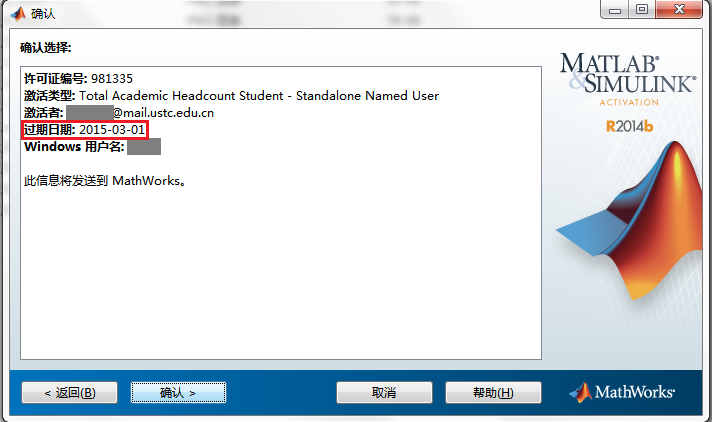 确认
确认选择:
许可证编号: 981335
激活类型: Total Academic Headcount Student - Standalone Named User
激活者: @mail.ustc.edu.cn
过期日期: 2015-03-01
Windows 用户名:
此信息将发送到 MathWorks。
MATLAB®
&SIMULINK®
ACTIVATION
R2014b
< 返回(B)
确认 >
取消
帮助(H)
MathWorks®